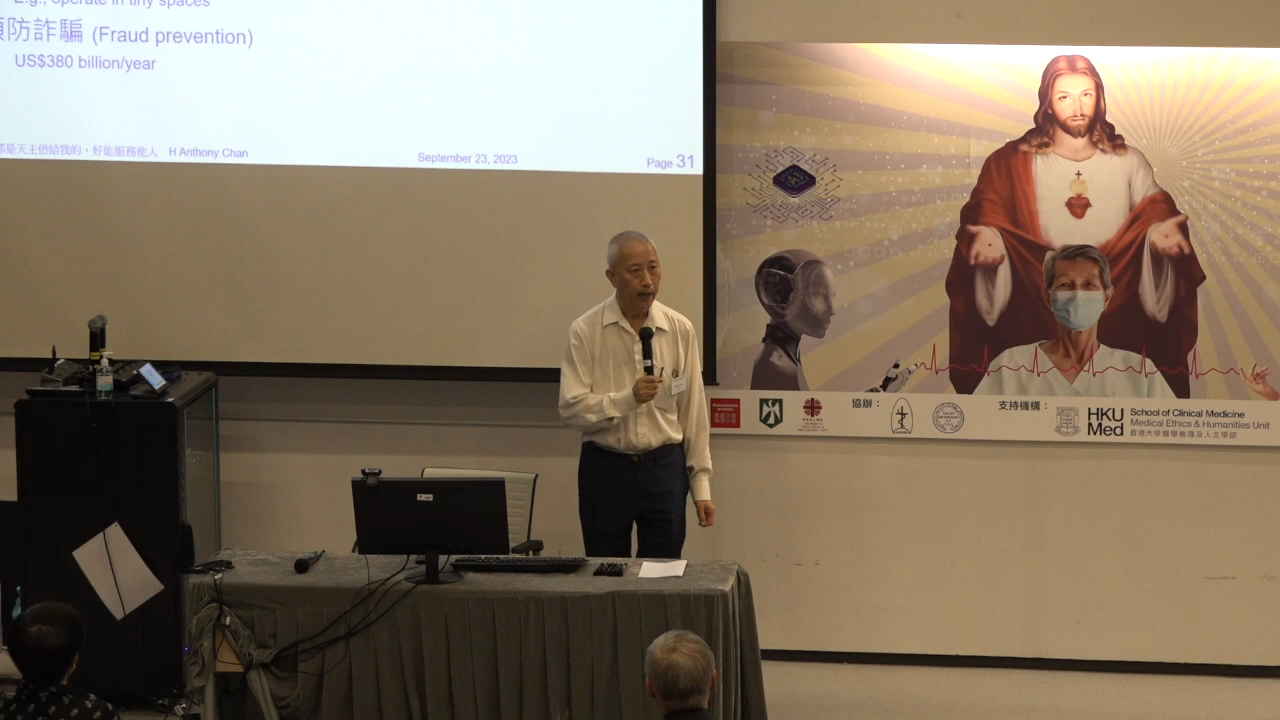 E.g., operate in tiny spaces
預防詐騙 (Fraud prevention)
US$380 billion/year
都是天主借給我的，好能服務他人 H Anthony Chan
September 23, 2023
Page 31
協辦：
支持機構：
HKU
Med
School of Clinical Medicine
Medical Ethics & Humanities Unit
香港大學醫學倫理及人文學部